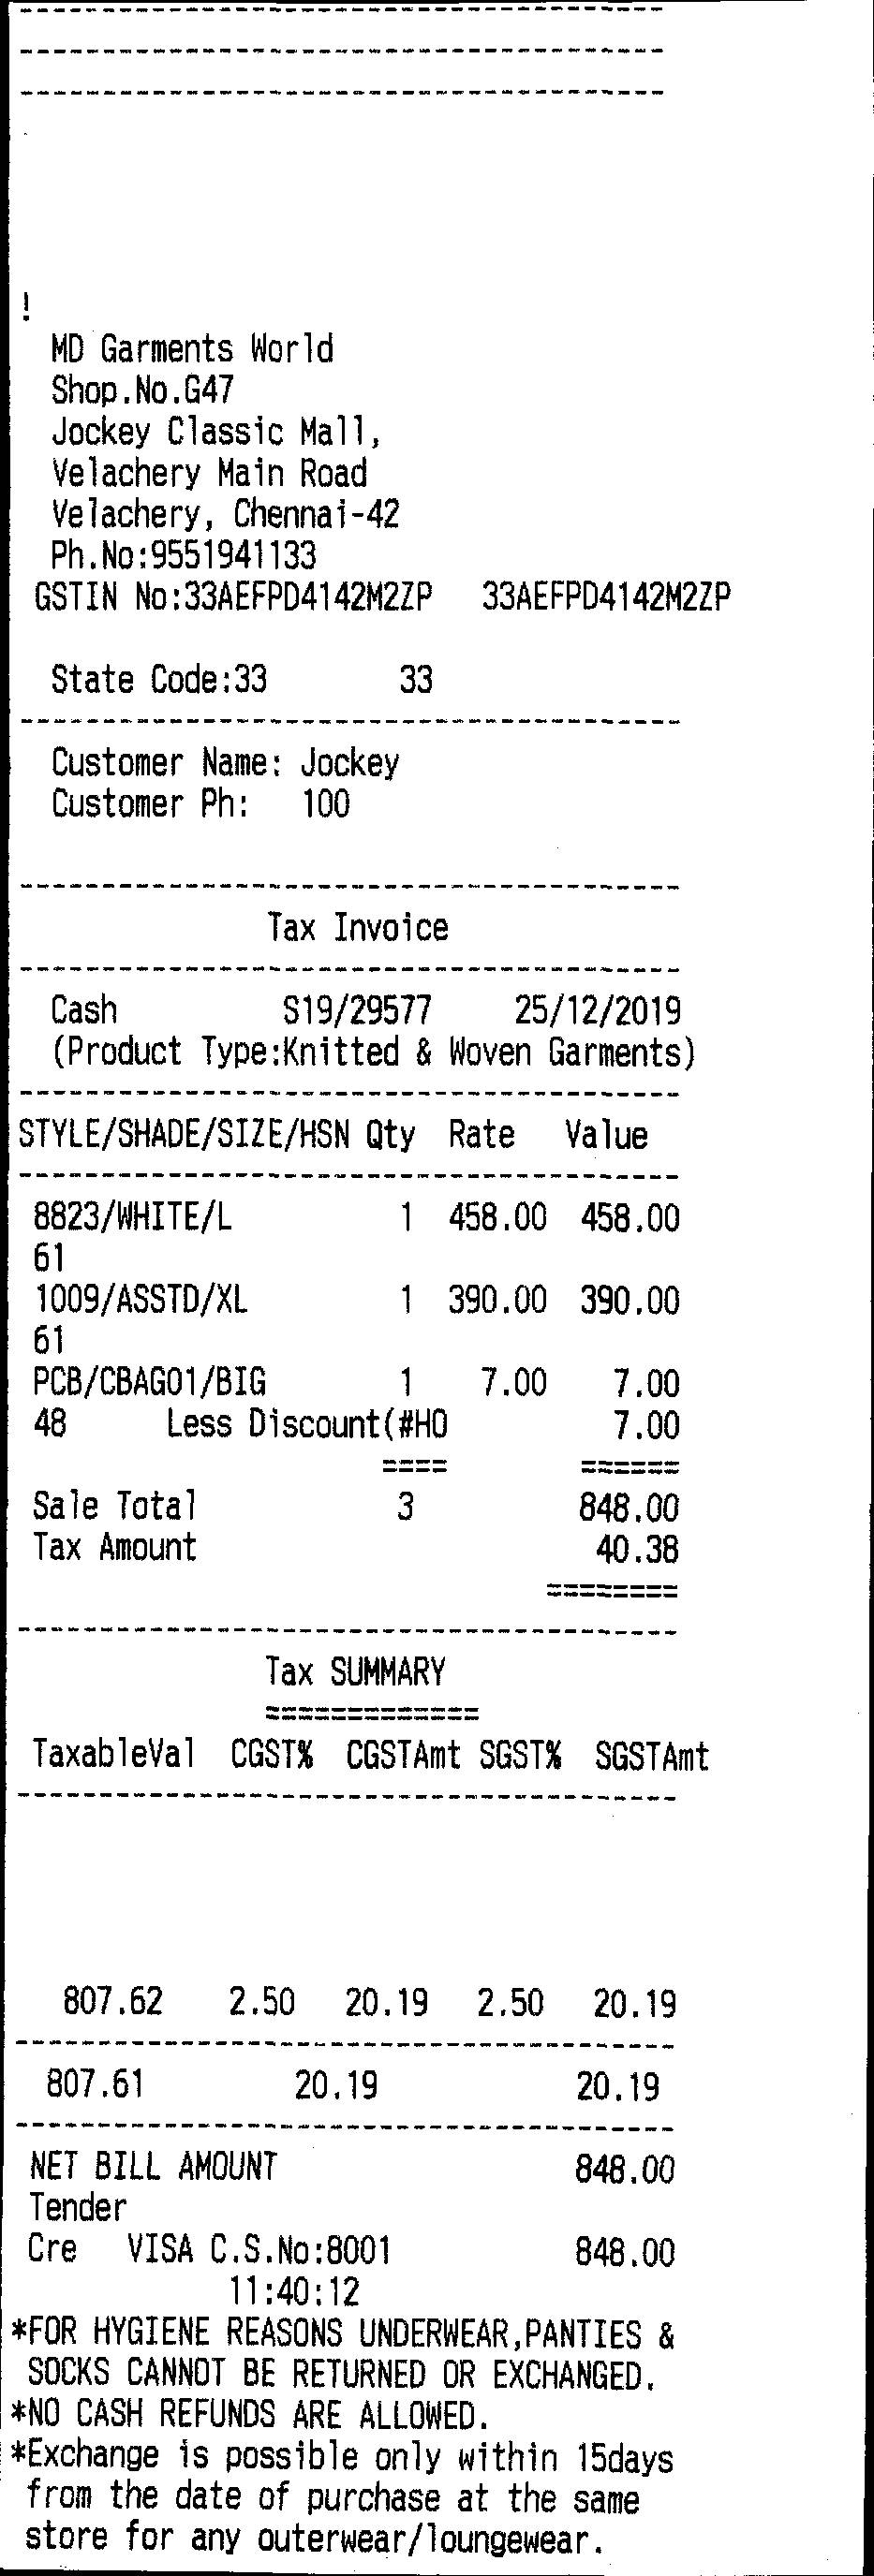 !
MD Garments World
Shop.No.G47
Jockey Classic Mall,
Velachery Main Road
Velachery, Chennai-42
Ph.No:9551941133
GSTIN No:33AEFPD4142M2ZP 33AEFPD4142M2ZP
State Code:33 33
Customer Name: Jockey
Customer Ph: 100
Tax Invoice
Cash S19/29577 25/12/2019
(Product Type:Knitted & Woven Garments)
STYLE/SHADE/SIZE/HSN Qty Rate Value
8823/WHITE/L 1 458.00 458.00
61
1009/ASSTD/XL 1 390.00 390.00
61
PCB/CBAG01/BIG 1 7.00 7.00
48 Less Discount(#HO 7.00
==== ======
Sale Total 3 848.00
Tax Amount 40.38
========
Tax SUMMARY
=============
TaxableVal CGST% CGSTAmt SGST% SGSTAmt
807.62 2.50 20.19 2.50 20.19
807.61 20.19 20.19
NET BILL AMOUNT 848.00
Tender
Cre VISA C.S.No:8001 848.00
11:40:12
*FOR HYGIENE REASONS UNDERWEAR,PANTIES &
SOCKS CANNOT BE RETURNED OR EXCHANGED.
*NO CASH REFUNDS ARE ALLOWED.
*Exchange is possible only within 15days
from the date of purchase at the same
store for any outerwear/loungewear.